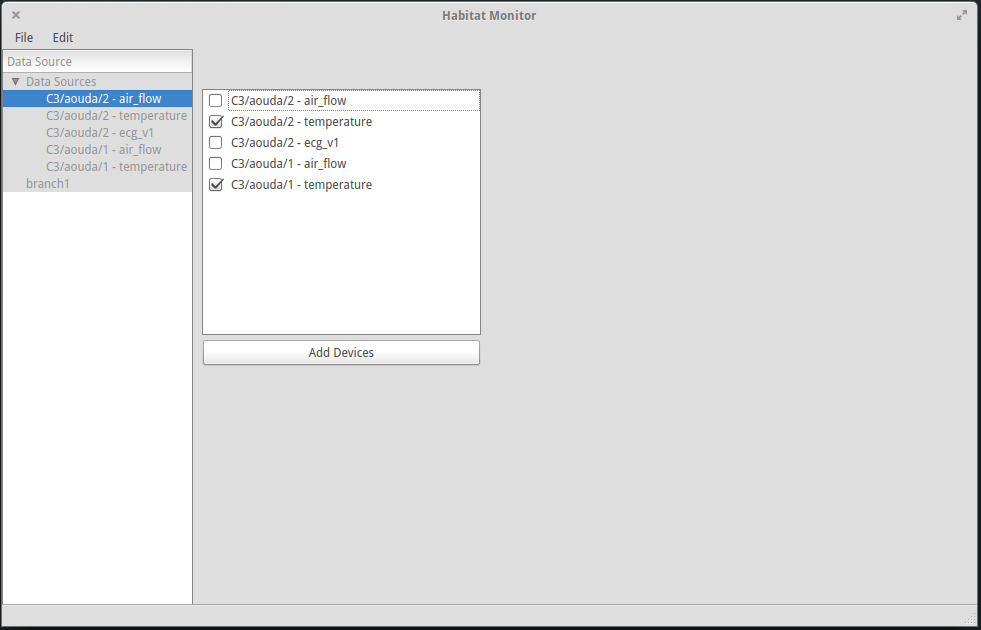 Habitat Monitor
File Edit
Data Source
Data Sources
C3/aouda/2 - air_flow
C3/aouda/2 - temperature
C3/aouda/2 - ecg_v1
C3/aouda/1 - air_flow
C3/aouda/1 - temperature
branch1
C3/aouda/2 - air_flow
C3/aouda/2 - temperature
C3/aouda/2 - ecg_v1
C3/aouda/1 - air_flow
C3/aouda/1 - temperature
Add Devices